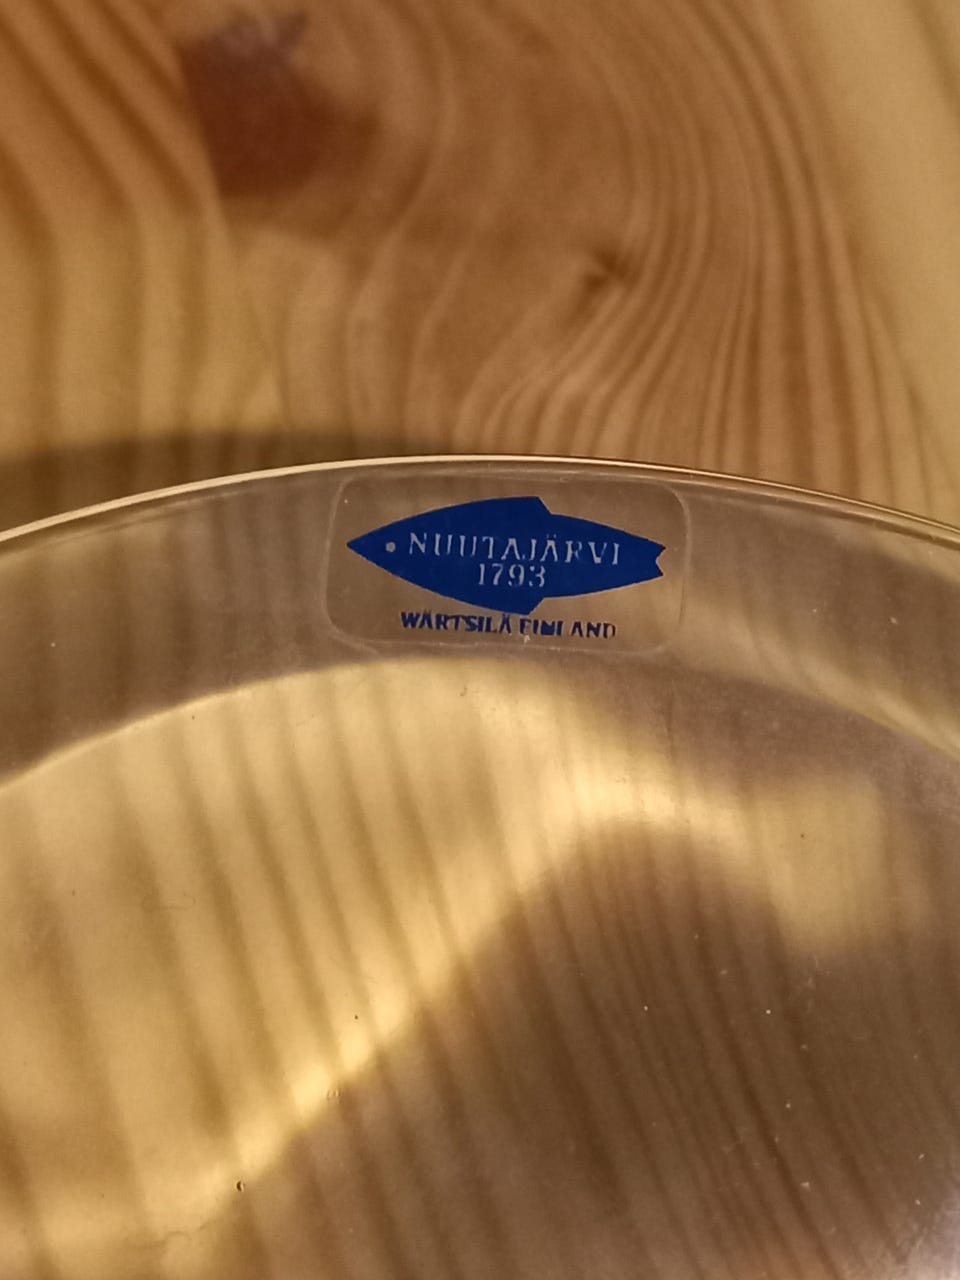 NUUTAJÄRVI
1793
WÄRTSILÄ FINLAND